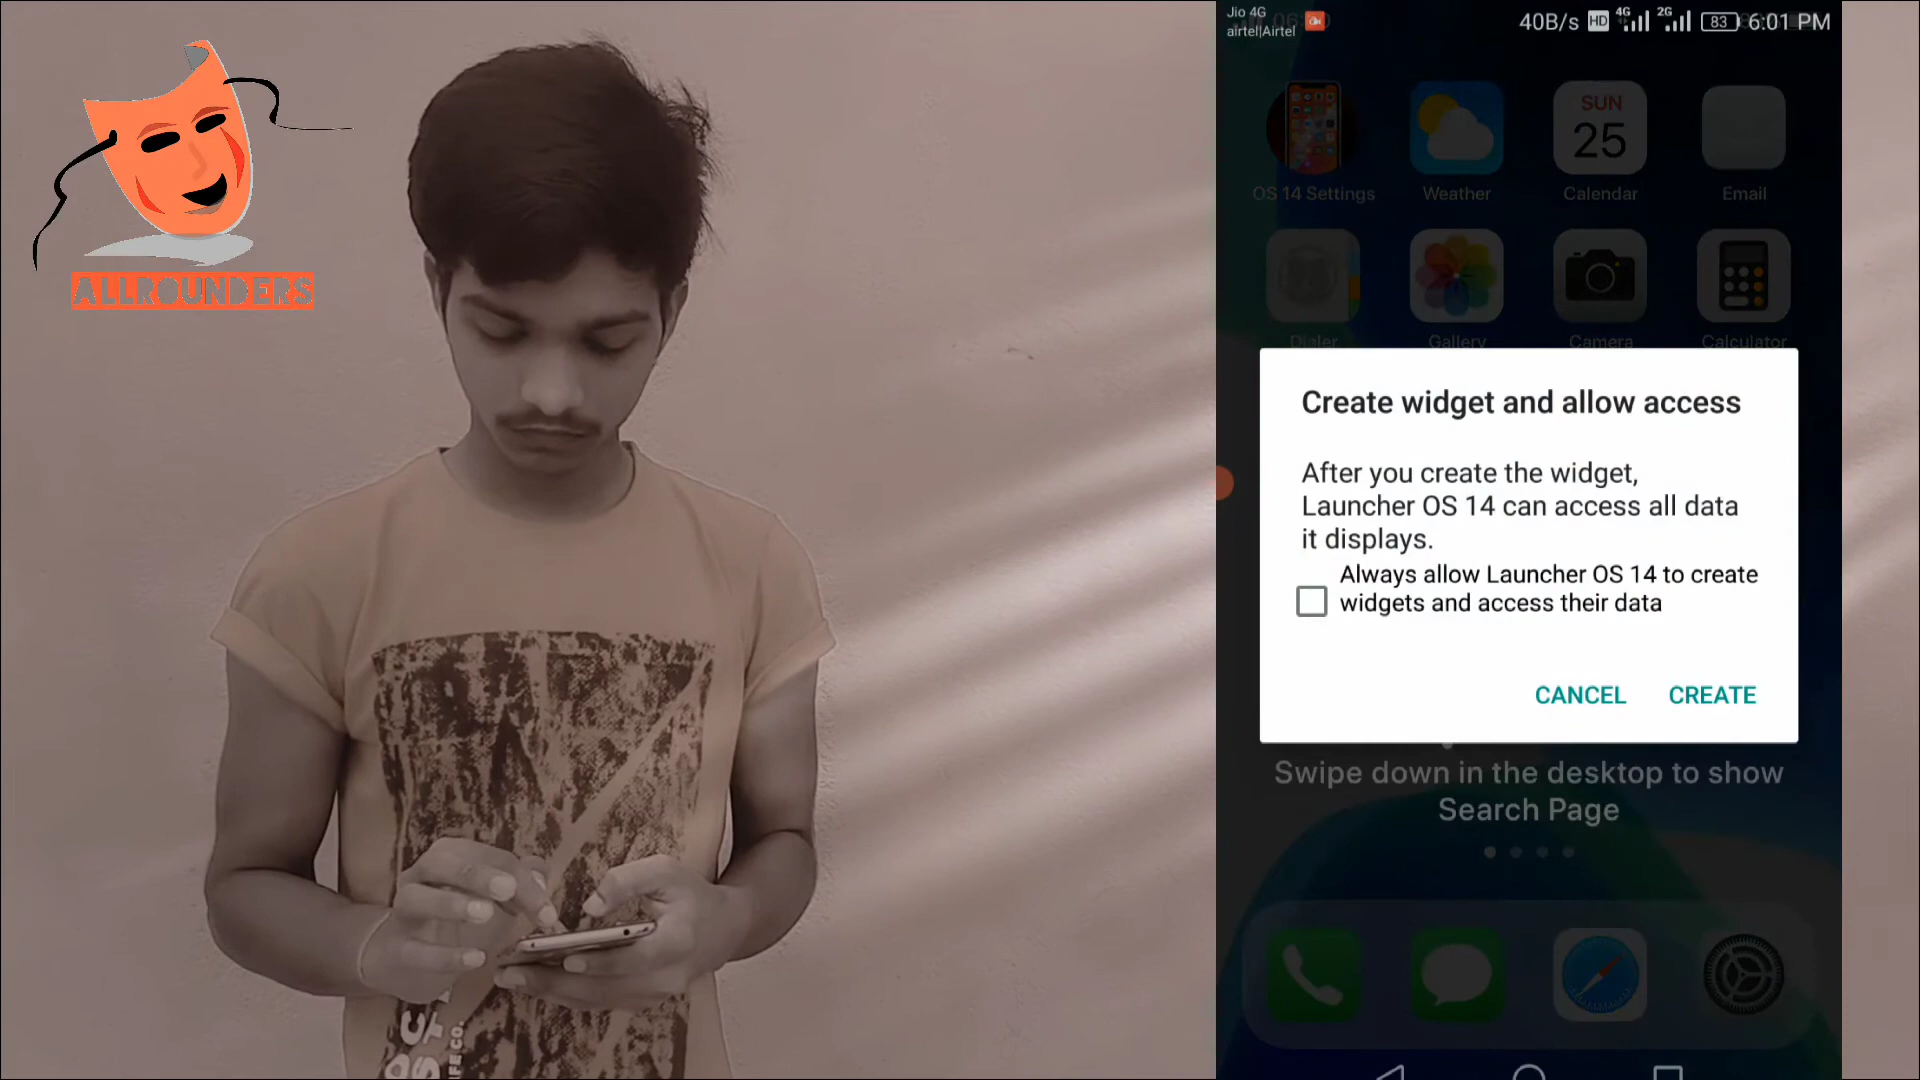 ALLROUNDERS
Jio 4G
airtel|Airtel
40B/s HD 4G 2G 83 6:01 PM
OS 14 Settings
Weather
SUN
25
Calendar
Email
Dialer
Gallery
Camera
Calculator
Create widget and allow access
After you create the widget,
Launcher OS 14 can access all data
it displays.
Always allow Launcher OS 14 to create
widgets and access their data
CANCEL
CREATE
Swipe down in the desktop to show
Search Page